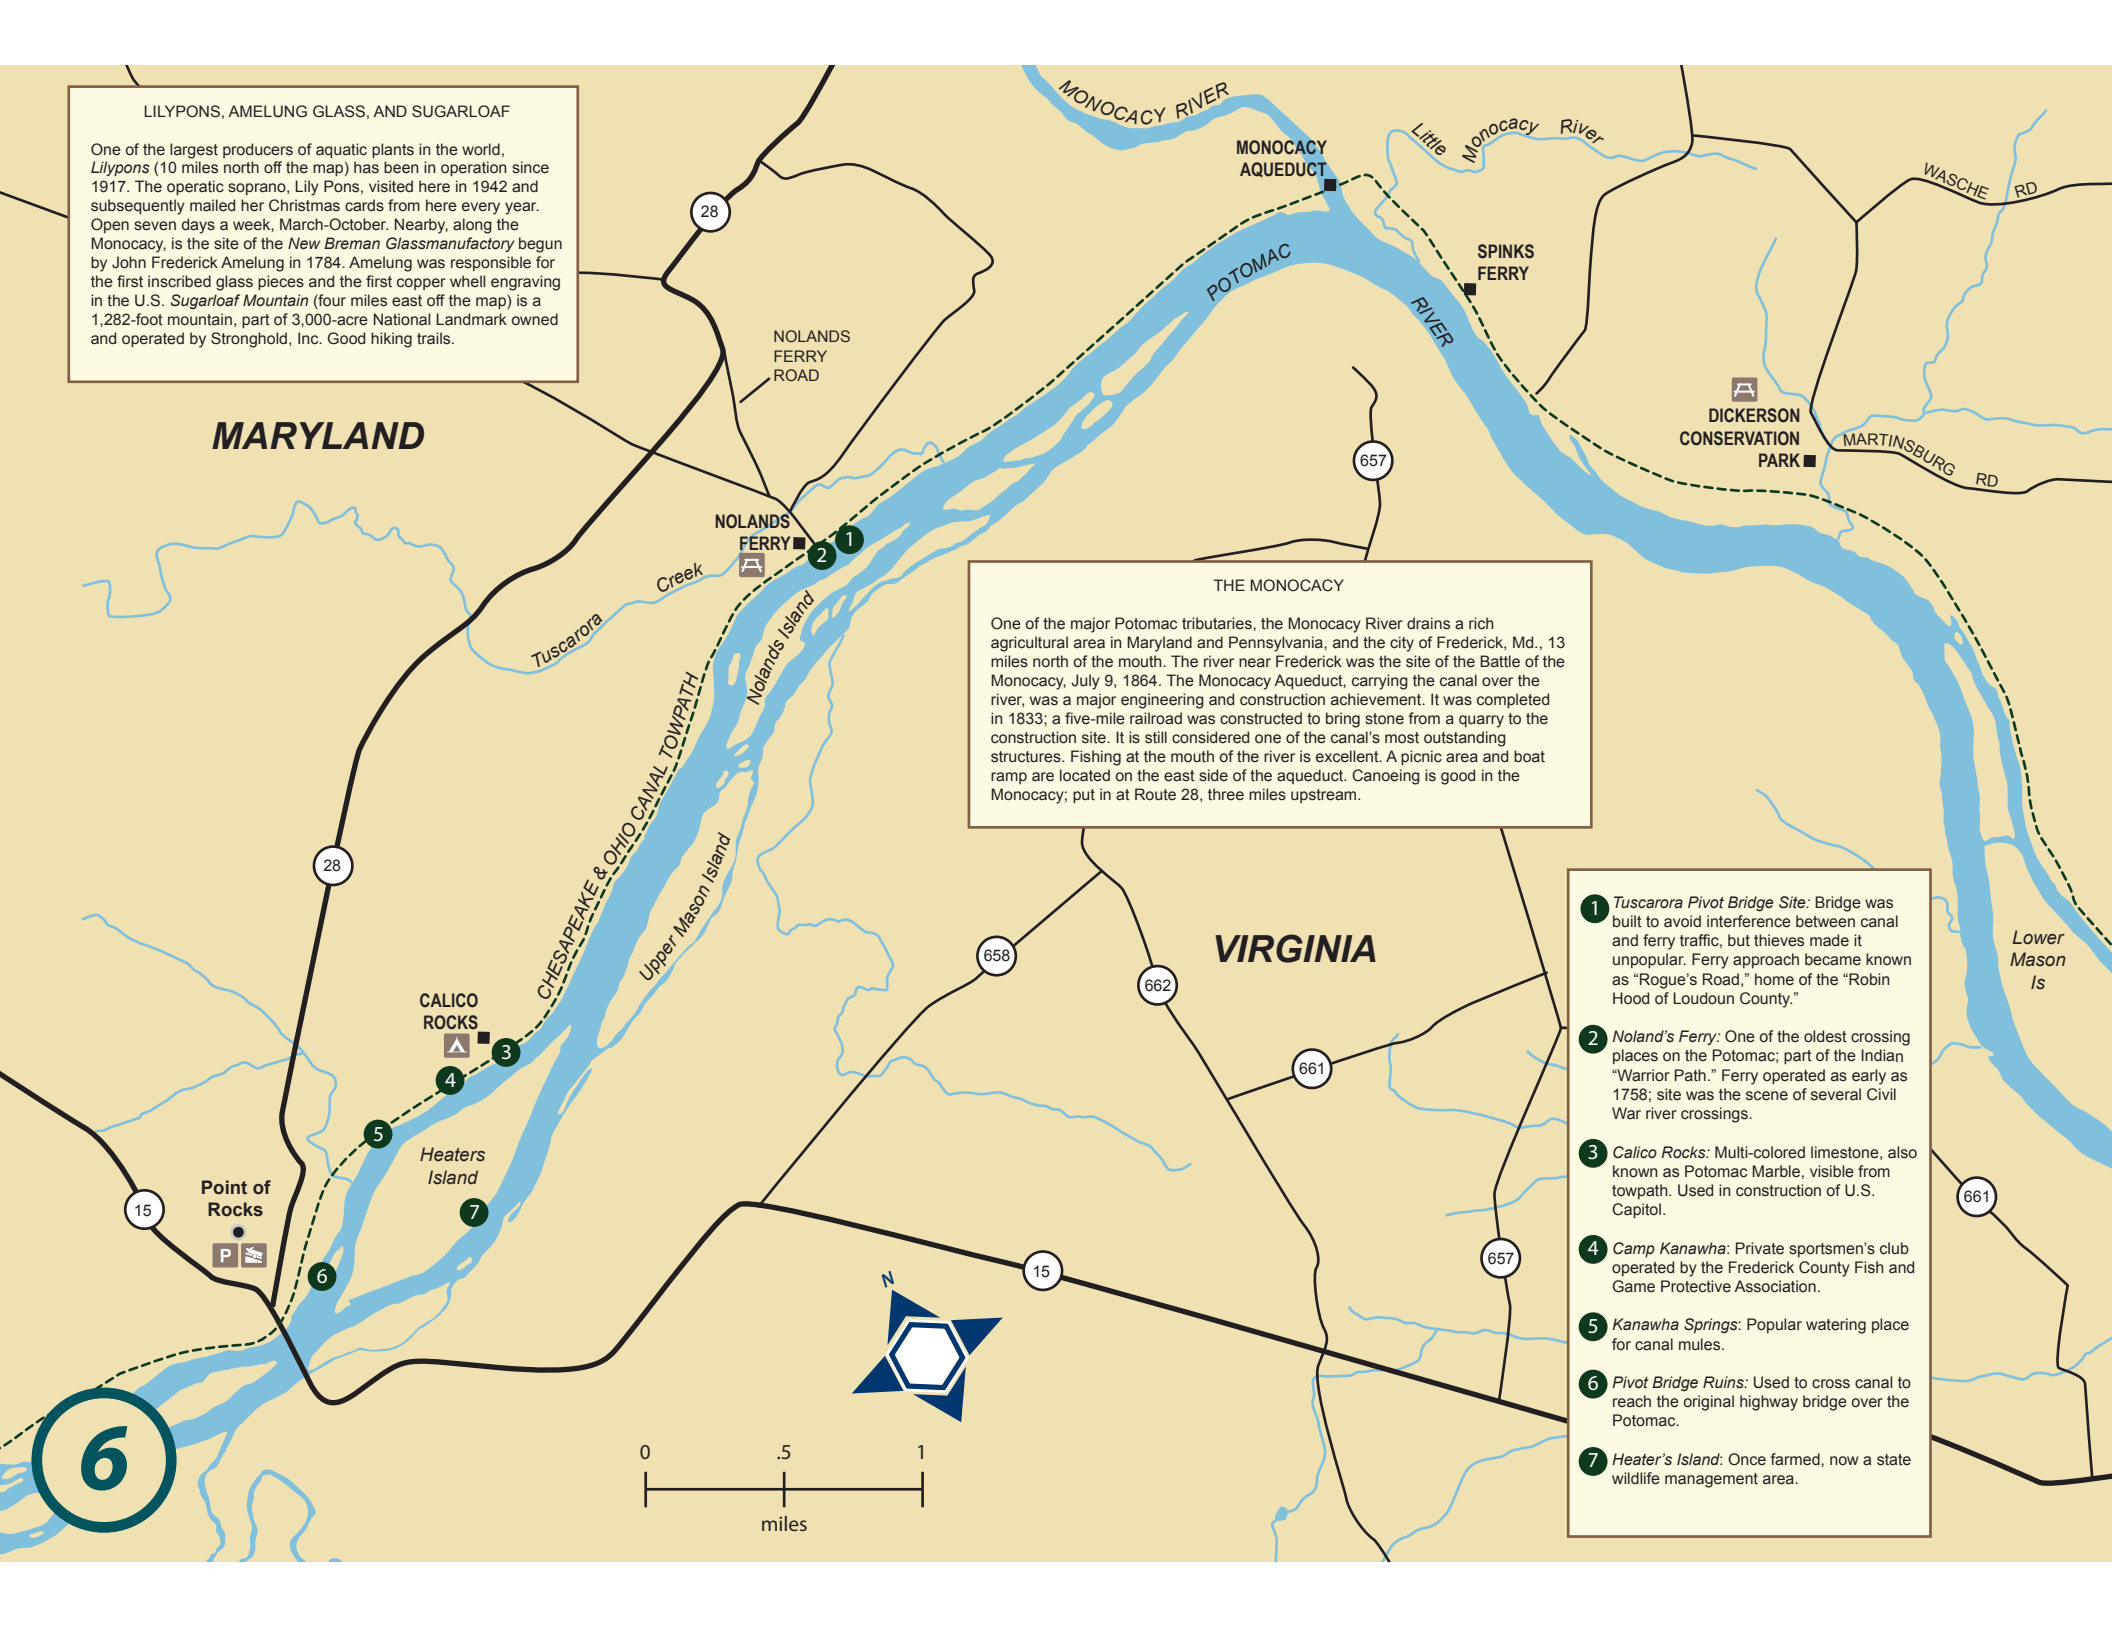 LILYPONS, AMELUNG GLASS, AND SUGARLOAF
One of the largest producers of aquatic plants in the world,
Lilypons (10 miles north off the map) has been in operation since
1917. The operatic soprano, Lily Pons, visited here in 1942 and
subsequently mailed her Christmas cards from here every year.
Open seven days a week, March-October. Nearby, along the
Monocacy, is the site of the New Breman Glassmanufactory begun
by John Frederick Amelung in 1784. Amelung was responsible for
the first inscribed glass pieces and the first copper whell engraving
in the U.S. Sugarloaf Mountain (four miles east off the map) is a
1,282-foot mountain, part of 3,000-acre National Landmark owned
and operated by Stronghold, Inc. Good hiking trails.
MONOCACY RIVER
MONOCACY
AQUEDUCT
Little Monocacy River
WASCHE RD
28
SPINKS
FERRY
POTOMAC
RIVER
NOLANDS
FERRY
ROAD
MARYLAND
DICKERSON
CONSERVATION
PARK
MARTINSBURG RD
657
NOLANDS
FERRY
1
2
Tuscarora Creek
Nolands Island
CHESAPEAKE & OHIO CANAL TOWPATH
THE MONOCACY
One of the major Potomac tributaries, the Monocacy River drains a rich
agricultural area in Maryland and Pennsylvania, and the city of Frederick, Md., 13
miles north of the mouth. The river near Frederick was the site of the Battle of the
Monocacy, July 9, 1864. The Monocacy Aqueduct, carrying the canal over the
river, was a major engineering and construction achievement. It was completed
in 1833; a five-mile railroad was constructed to bring stone from a quarry to the
construction site. It is still considered one of the canal's most outstanding
structures. Fishing at the mouth of the river is excellent. A picnic area and boat
ramp are located on the east side of the aqueduct. Canoeing is good in the
Monocacy; put in at Route 28, three miles upstream.
28
Upper Mason Island
658
662
VIRGINIA
Lower
Mason
Is
CALICO
ROCKS
3
4
5
661
Heaters
Island
Point of
Rocks
P
15
7
6
15
657
661
N
1 Tuscarora Pivot Bridge Site: Bridge was
built to avoid interference between canal
and ferry traffic, but thieves made it
unpopular. Ferry approach became known
as “Rogue's Road,” home of the “Robin
Hood of Loudoun County.”
2 Noland's Ferry: One of the oldest crossing
places on the Potomac; part of the Indian
“Warrior Path.” Ferry operated as early as
1758; site was the scene of several Civil
War river crossings.
3 Calico Rocks: Multi-colored limestone, also
known as Potomac Marble, visible from
towpath. Used in construction of U.S.
Capitol.
4 Camp Kanawha: Private sportsmen's club
operated by the Frederick County Fish and
Game Protective Association.
5 Kanawha Springs: Popular watering place
for canal mules.
6 Pivot Bridge Ruins: Used to cross canal to
reach the original highway bridge over the
Potomac.
7 Heater's Island: Once farmed, now a state
wildlife management area.
6
0 .5 1
miles